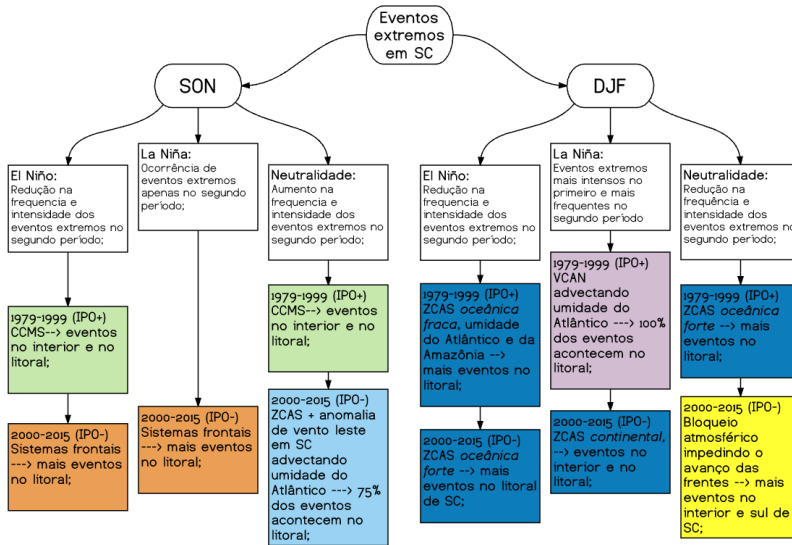 Eventos
extremos
em SC
SON
DJF
El Niño:
Redução na
frequencia e
intensidade dos
eventos extremos no
segundo período;
La Niña:
Ocorrência de
eventos extremos
apenas no segundo
período;
Neutralidade:
Aumento na
frequencia e
intensidade dos
eventos extremos no
segundo período;
El Niño:
Redução na
frequencia e
intensidade dos
eventos extremos no
segundo período;
La Niña:
Eventos extremos
mais intensos no
primeiro e mais
frequentes no
segundo período
Neutralidade:
Redução na
frequência e
intensidade dos
eventos extremos no
segundo período;
1979-1999 (IPO+)
CCMS--> eventos
no interior e no
litoral;
1979-1999 (IPO+)
CCMS--> eventos
no interior e no
litoral;
1979-1999 (IPO+)
ZCAS oceânica
fraca, umidade
do Atlântico e da
Amazônia -->
mais eventos no
litoral;
1979-1999 (IPO+)
VCAN
advectando
umidade do
Atlântico ---> 100%
dos eventos
acontecem no
litoral;
1979-1999 (IPO+)
ZCAS oceânica
forte --> mais
eventos no
litoral;
2000-2015 (IPO-)
Sistemas frontais
---> mais eventos
no litoral;
2000-2015 (IPO-)
Sistemas frontais
---> mais eventos
no litoral;
2000-2015 (IPO-)
ZCAS + anomalia
de vento leste
em SC
advectando
umidade do
Atlântico ---> 75%
dos eventos
acontecem no
litoral;
2000-2015 (IPO-)
ZCAS oceânica
forte --> mais
eventos no litoral
de SC;
2000-2015 (IPO-)
ZCAS continental,
--> eventos no
interior e no
litoral;
2000-2015 (IPO-)
Bloqueio
atmosférico
impedindo o
avanço das
frentes --> mais
eventos no
interior e sul de
SC;